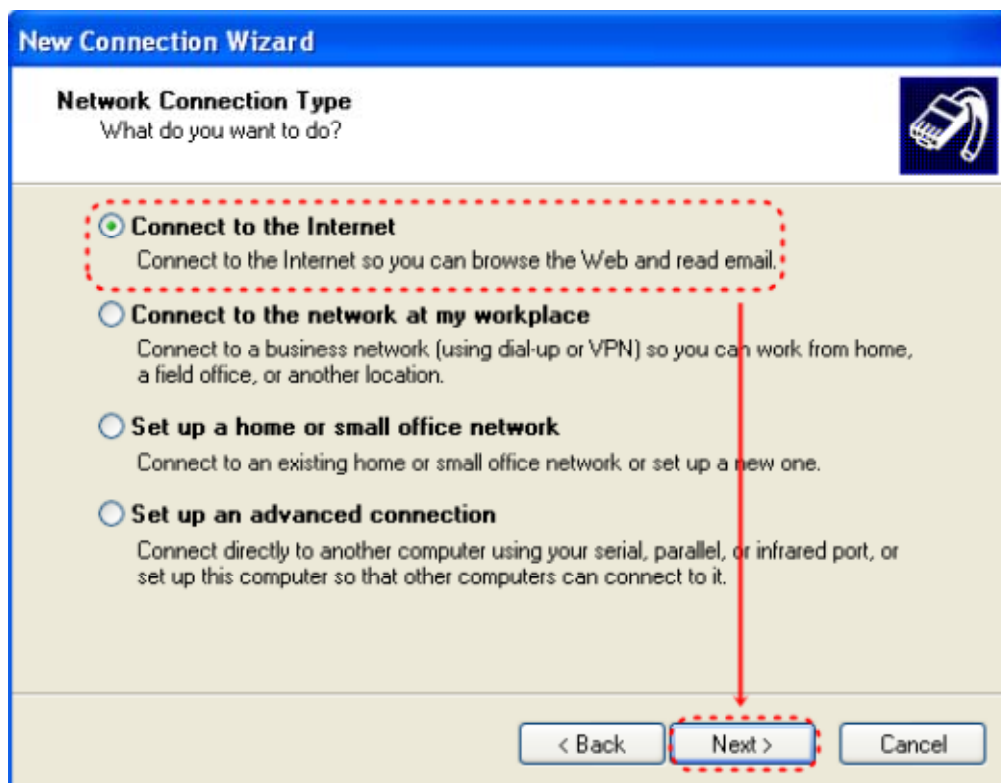 New Connection Wizard
Network Connection Type
What do you want to do?
Connect to the Internet
Connect to the Internet so you can browse the Web and read email.
Connect to the network at my workplace
Connect to a business network (using dial-up or VPN) so you can work from home,
a field office, or another location.
Set up a home or small office network
Connect to an existing home or small office network or set up a new one.
Set up an advanced connection
Connect directly to another computer using your serial, parallel, or infrared port, or
set up this computer so that other computers can connect to it.
< Back Next > Cancel